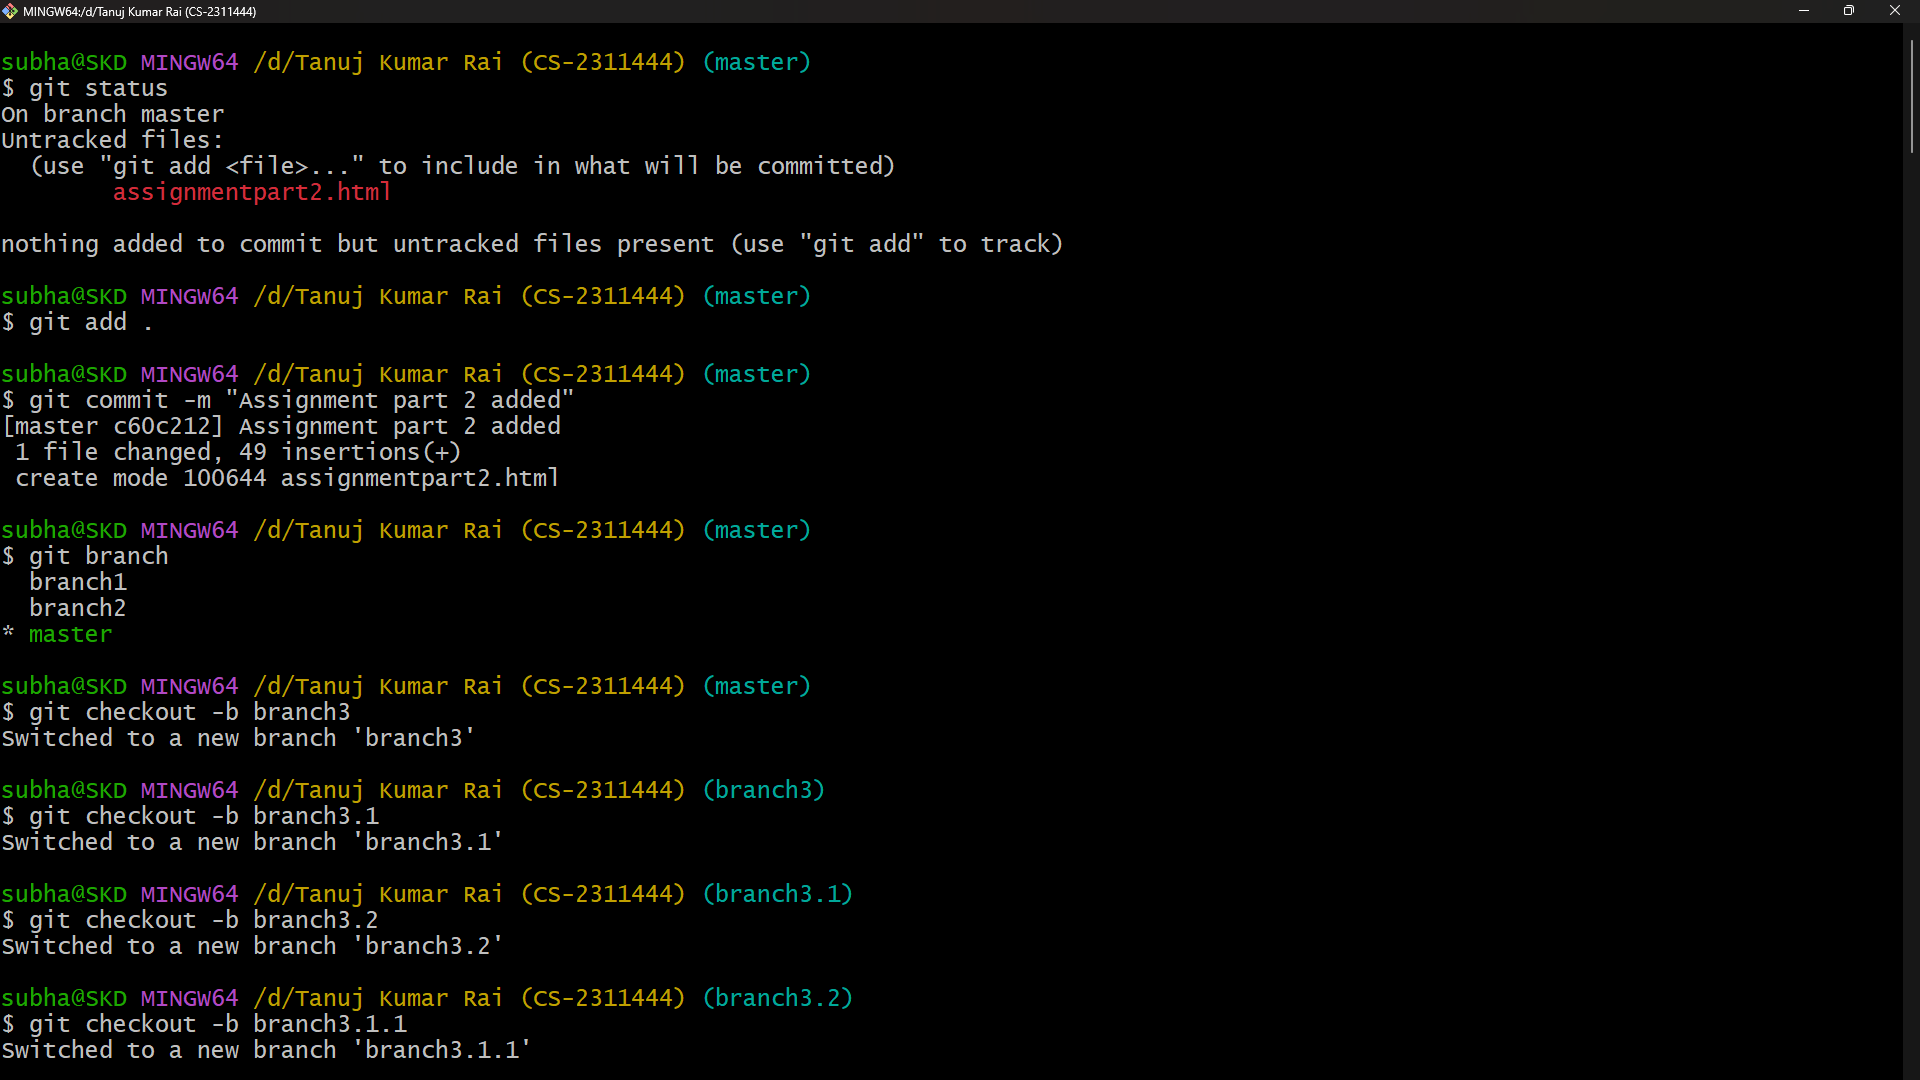 MINGW64:/d/Tanuj Kumar Rai (CS-2311444)
subha@SKD MINGW64 /d/Tanuj Kumar Rai (CS-2311444) (master)
$ git status
On branch master
Untracked files:
  (use "git add <file>..." to include in what will be committed)
        assignmentpart2.html

nothing added to commit but untracked files present (use "git add" to track)

subha@SKD MINGW64 /d/Tanuj Kumar Rai (CS-2311444) (master)
$ git add .

subha@SKD MINGW64 /d/Tanuj Kumar Rai (CS-2311444) (master)
$ git commit -m "Assignment part 2 added"
[master c60c212] Assignment part 2 added
 1 file changed, 49 insertions(+)
 create mode 100644 assignmentpart2.html

subha@SKD MINGW64 /d/Tanuj Kumar Rai (CS-2311444) (master)
$ git branch
  branch1
  branch2
* master

subha@SKD MINGW64 /d/Tanuj Kumar Rai (CS-2311444) (master)
$ git checkout -b branch3
Switched to a new branch 'branch3'

subha@SKD MINGW64 /d/Tanuj Kumar Rai (CS-2311444) (branch3)
$ git checkout -b branch3.1
Switched to a new branch 'branch3.1'

subha@SKD MINGW64 /d/Tanuj Kumar Rai (CS-2311444) (branch3.1)
$ git checkout -b branch3.2
Switched to a new branch 'branch3.2'

subha@SKD MINGW64 /d/Tanuj Kumar Rai (CS-2311444) (branch3.2)
$ git checkout -b branch3.1.1
Switched to a new branch 'branch3.1.1'